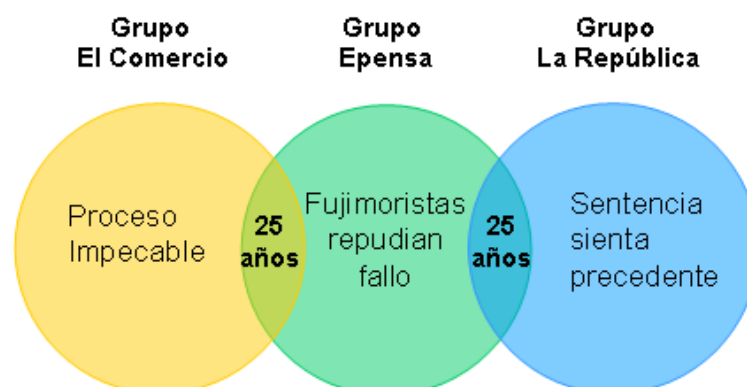 Grupo
El Comercio
Grupo
Epensa
Grupo
La República
Proceso
Impecable
25
años
Fujimoristas
repudian
fallo
25
años
Sentencia
sienta
precedente